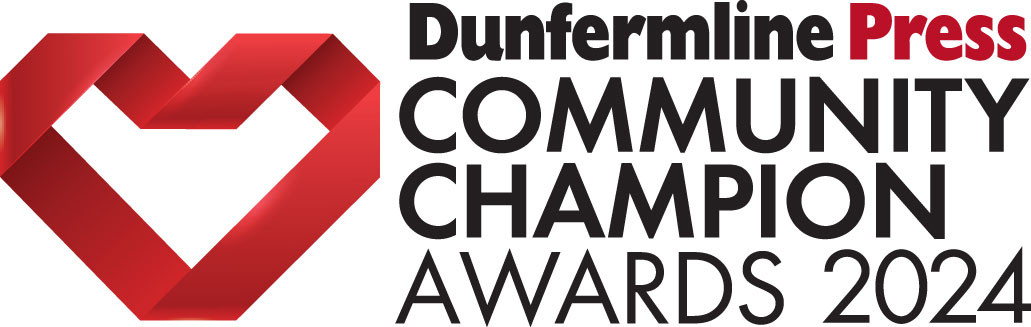 Dunfermline Press
COMMUNITY
CHAMPION
AWARDS 2024